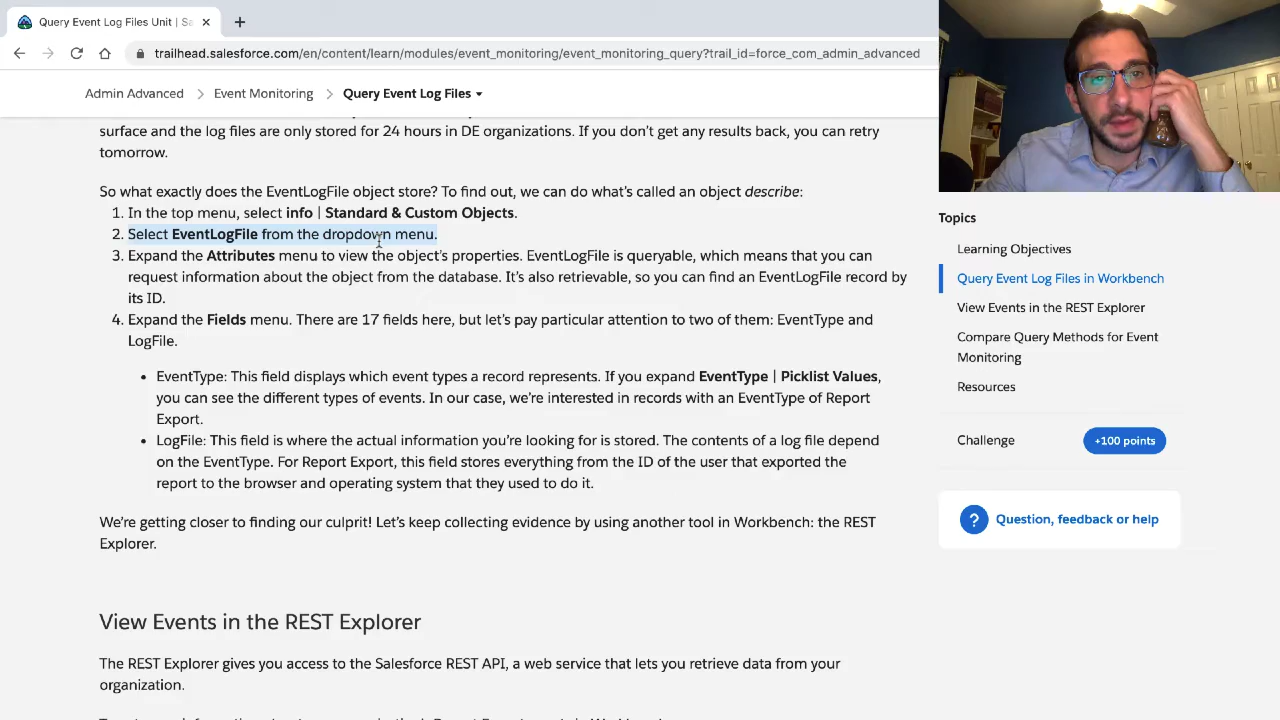 Query Event Log Files Unit | Sa
trailhead.salesforce.com/en/content/learn/modules/event_monitoring/event_monitoring_query?trail_id=force_com_admin_advanced
Admin Advanced > Event Monitoring > Query Event Log Files
surface and the log files are only stored for 24 hours in DE organizations. If you don't get any results back, you can retry
tomorrow.
So what exactly does the EventLogFile object store? To find out, we can do what's called an object describe:
1. In the top menu, select info | Standard & Custom Objects.
2. Select EventLogFile from the dropdown menu.
3. Expand the Attributes menu to view the object's properties. EventLogFile is queryable, which means that you can
request information about the object from the database. It's also retrievable, so you can find an EventLogFile record by
its ID.
4. Expand the Fields menu. There are 17 fields here, but let's pay particular attention to two of them: EventType and
LogFile.
• EventType: This field displays which event types a record represents. If you expand EventType | Picklist Values,
you can see the different types of events. In our case, we're interested in records with an EventType of Report
Export.
• LogFile: This field is where the actual information you're looking for is stored. The contents of a log file depend
on the EventType. For Report Export, this field stores everything from the ID of the user that exported the
report to the browser and operating system that they used to do it.
We're getting closer to finding our culprit! Let's keep collecting evidence by using another tool in Workbench: the REST
Explorer.
View Events in the REST Explorer
The REST Explorer gives you access to the Salesforce REST API, a web service that lets you retrieve data from your
organization.
Topics
Learning Objectives
Query Event Log Files in Workbench
View Events in the REST Explorer
Compare Query Methods for Event
Monitoring
Resources
Challenge
+100 points
? Question, feedback or help